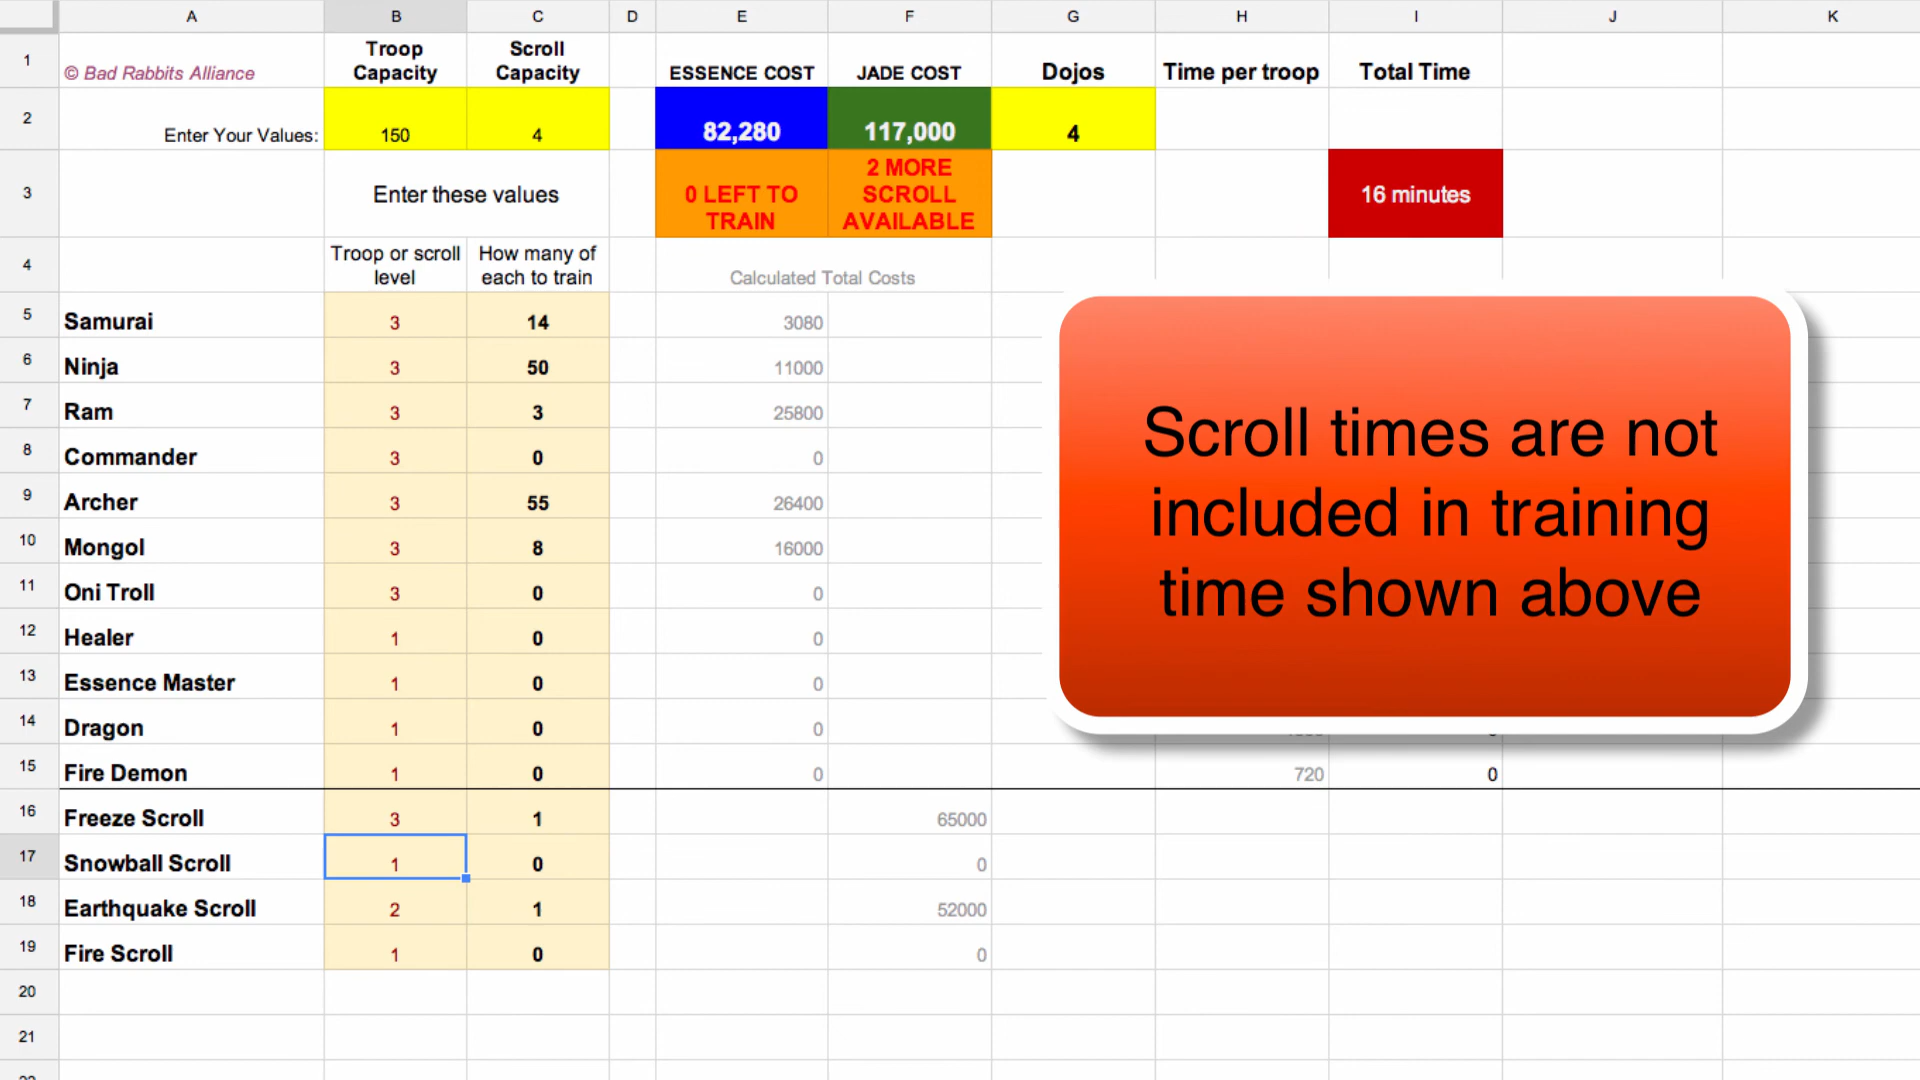 A B C D E F G H I J K
1 © Bad Rabbits Alliance Troop Capacity Scroll Capacity ESSENCE COST JADE COST Dojos Time per troop Total Time
2 Enter Your Values: 150 4 82,280 117,000 4
3 Enter these values 0 LEFT TO TRAIN 2 MORE SCROLL AVAILABLE 16 minutes
4 Troop or scroll level How many of each to train Calculated Total Costs
5 Samurai 3 14 3080
6 Ninja 3 50 11000
7 Ram 3 3 25800
8 Commander 3 0 0
9 Archer 3 55 26400
10 Mongol 3 8 16000
11 Oni Troll 3 0 0
12 Healer 1 0 0
13 Essence Master 1 0 0
14 Dragon 1 0 0
15 Fire Demon 1 0 0 720 0
16 Freeze Scroll 3 1 65000
17 Snowball Scroll 1 0 0
18 Earthquake Scroll 2 1 52000
19 Fire Scroll 1 0 0
20
21
Scroll times are not
included in training
time shown above